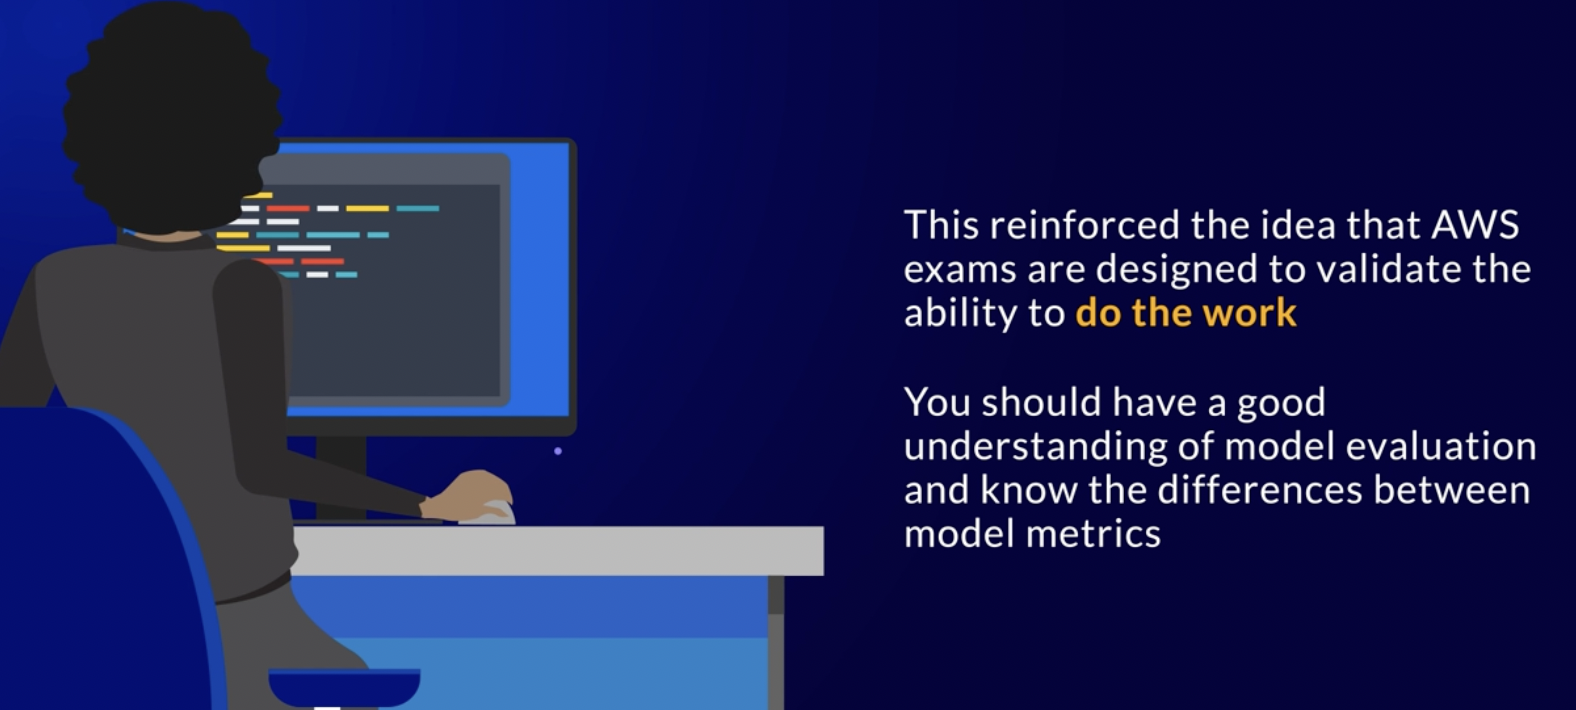 This reinforced the idea that AWS
exams are designed to validate the
ability to do the work
You should have a good
understanding of model evaluation
and know the differences between
model metrics